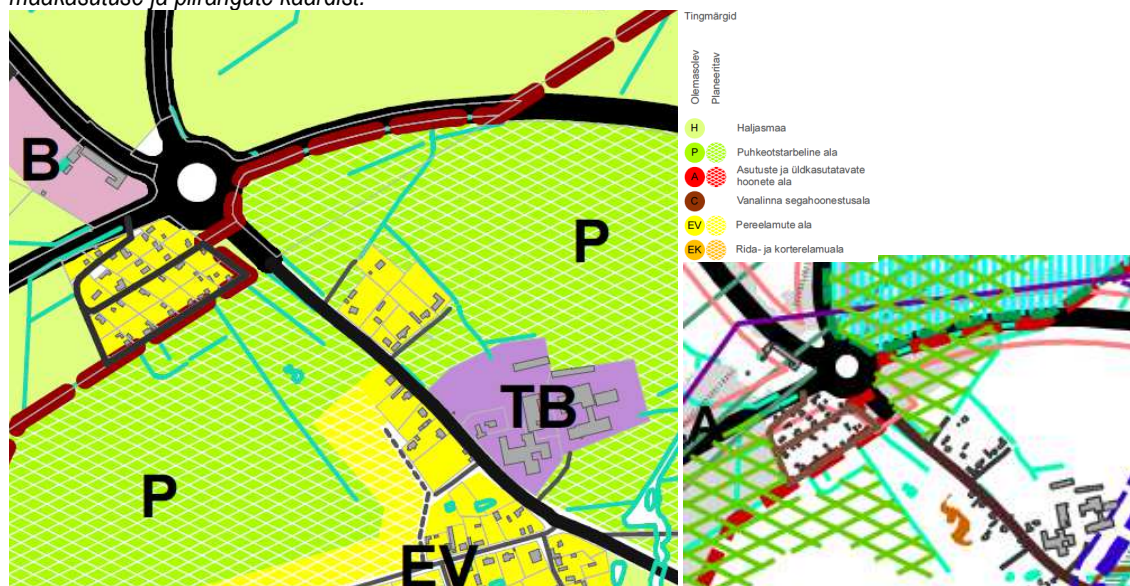 maakasutuse ja piirangute kaardist.
B
P
TB
P
EV
Tingmärgid
Olemasolev
Planeeritav
H Haljasmaa
P Puhkeotstarbeline ala
A Asutuste ja üldkasutatavate
hoonete ala
C Vanalinna segahoonestusala
EV Pereelamute ala
EK Rida- ja korterelamuala
A